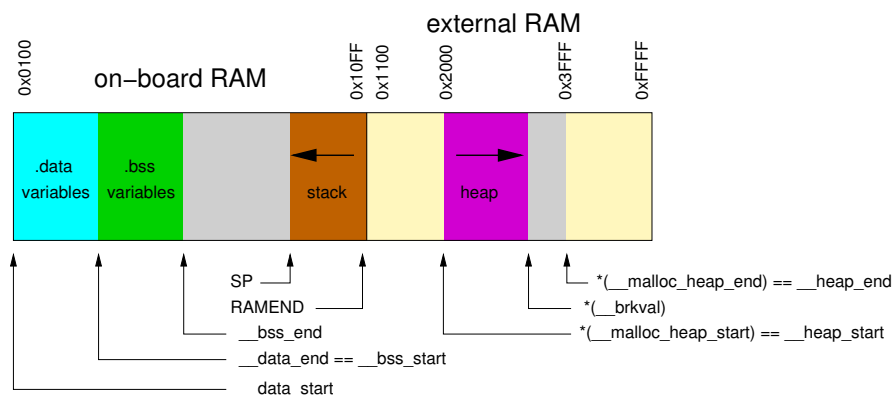 external RAM
on−board RAM
0x0100
0x10FF
0x1100
0x2000
0x3FFF
0xFFFF
.data
variables
.bss
variables
stack
heap
SP
RAMEND
__bss_end
__data_end == __bss_start
data start
*(__malloc_heap_end) == __heap_end
*(__brkval)
*(__malloc_heap_start) == __heap_start